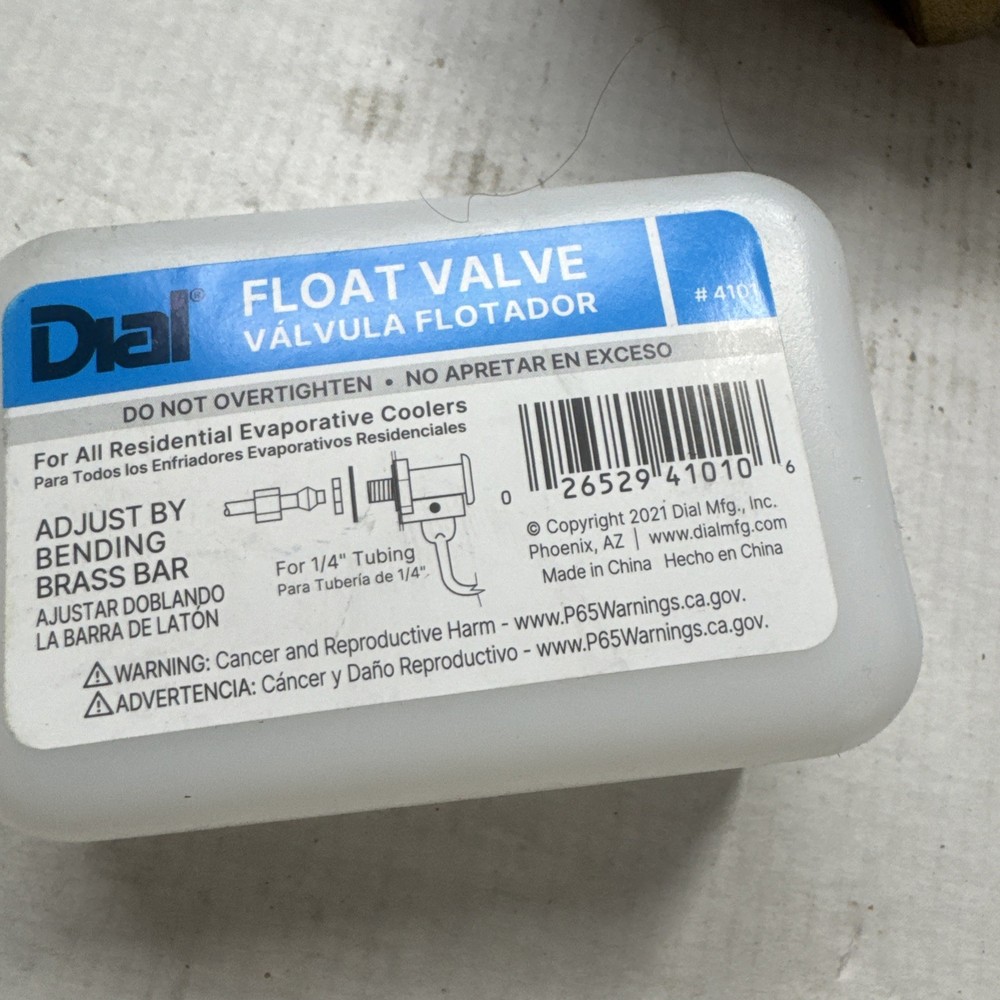 Dial®
FLOAT VALVE
VÁLVULA FLOTADOR
# 4101
DO NOT OVERTIGHTEN • NO APRETAR EN EXCESO
For All Residential Evaporative Coolers
Para Todos los Enfriadores Evaporativos Residenciales
ADJUST BY
BENDING
BRASS BAR
AJUSTAR DOBLANDO
LA BARRA DE LATÓN
For 1/4" Tubing
Para Tubería de 1/4"
0 26529 41010 6
© Copyright 2021 Dial Mfg., Inc.
Phoenix, AZ | www.dialmfg.com
Made in China Hecho en China
⚠WARNING: Cancer and Reproductive Harm - www.P65Warnings.ca.gov.
⚠ADVERTENCIA: Cáncer y Daño Reproductivo - www.P65Warnings.ca.gov.